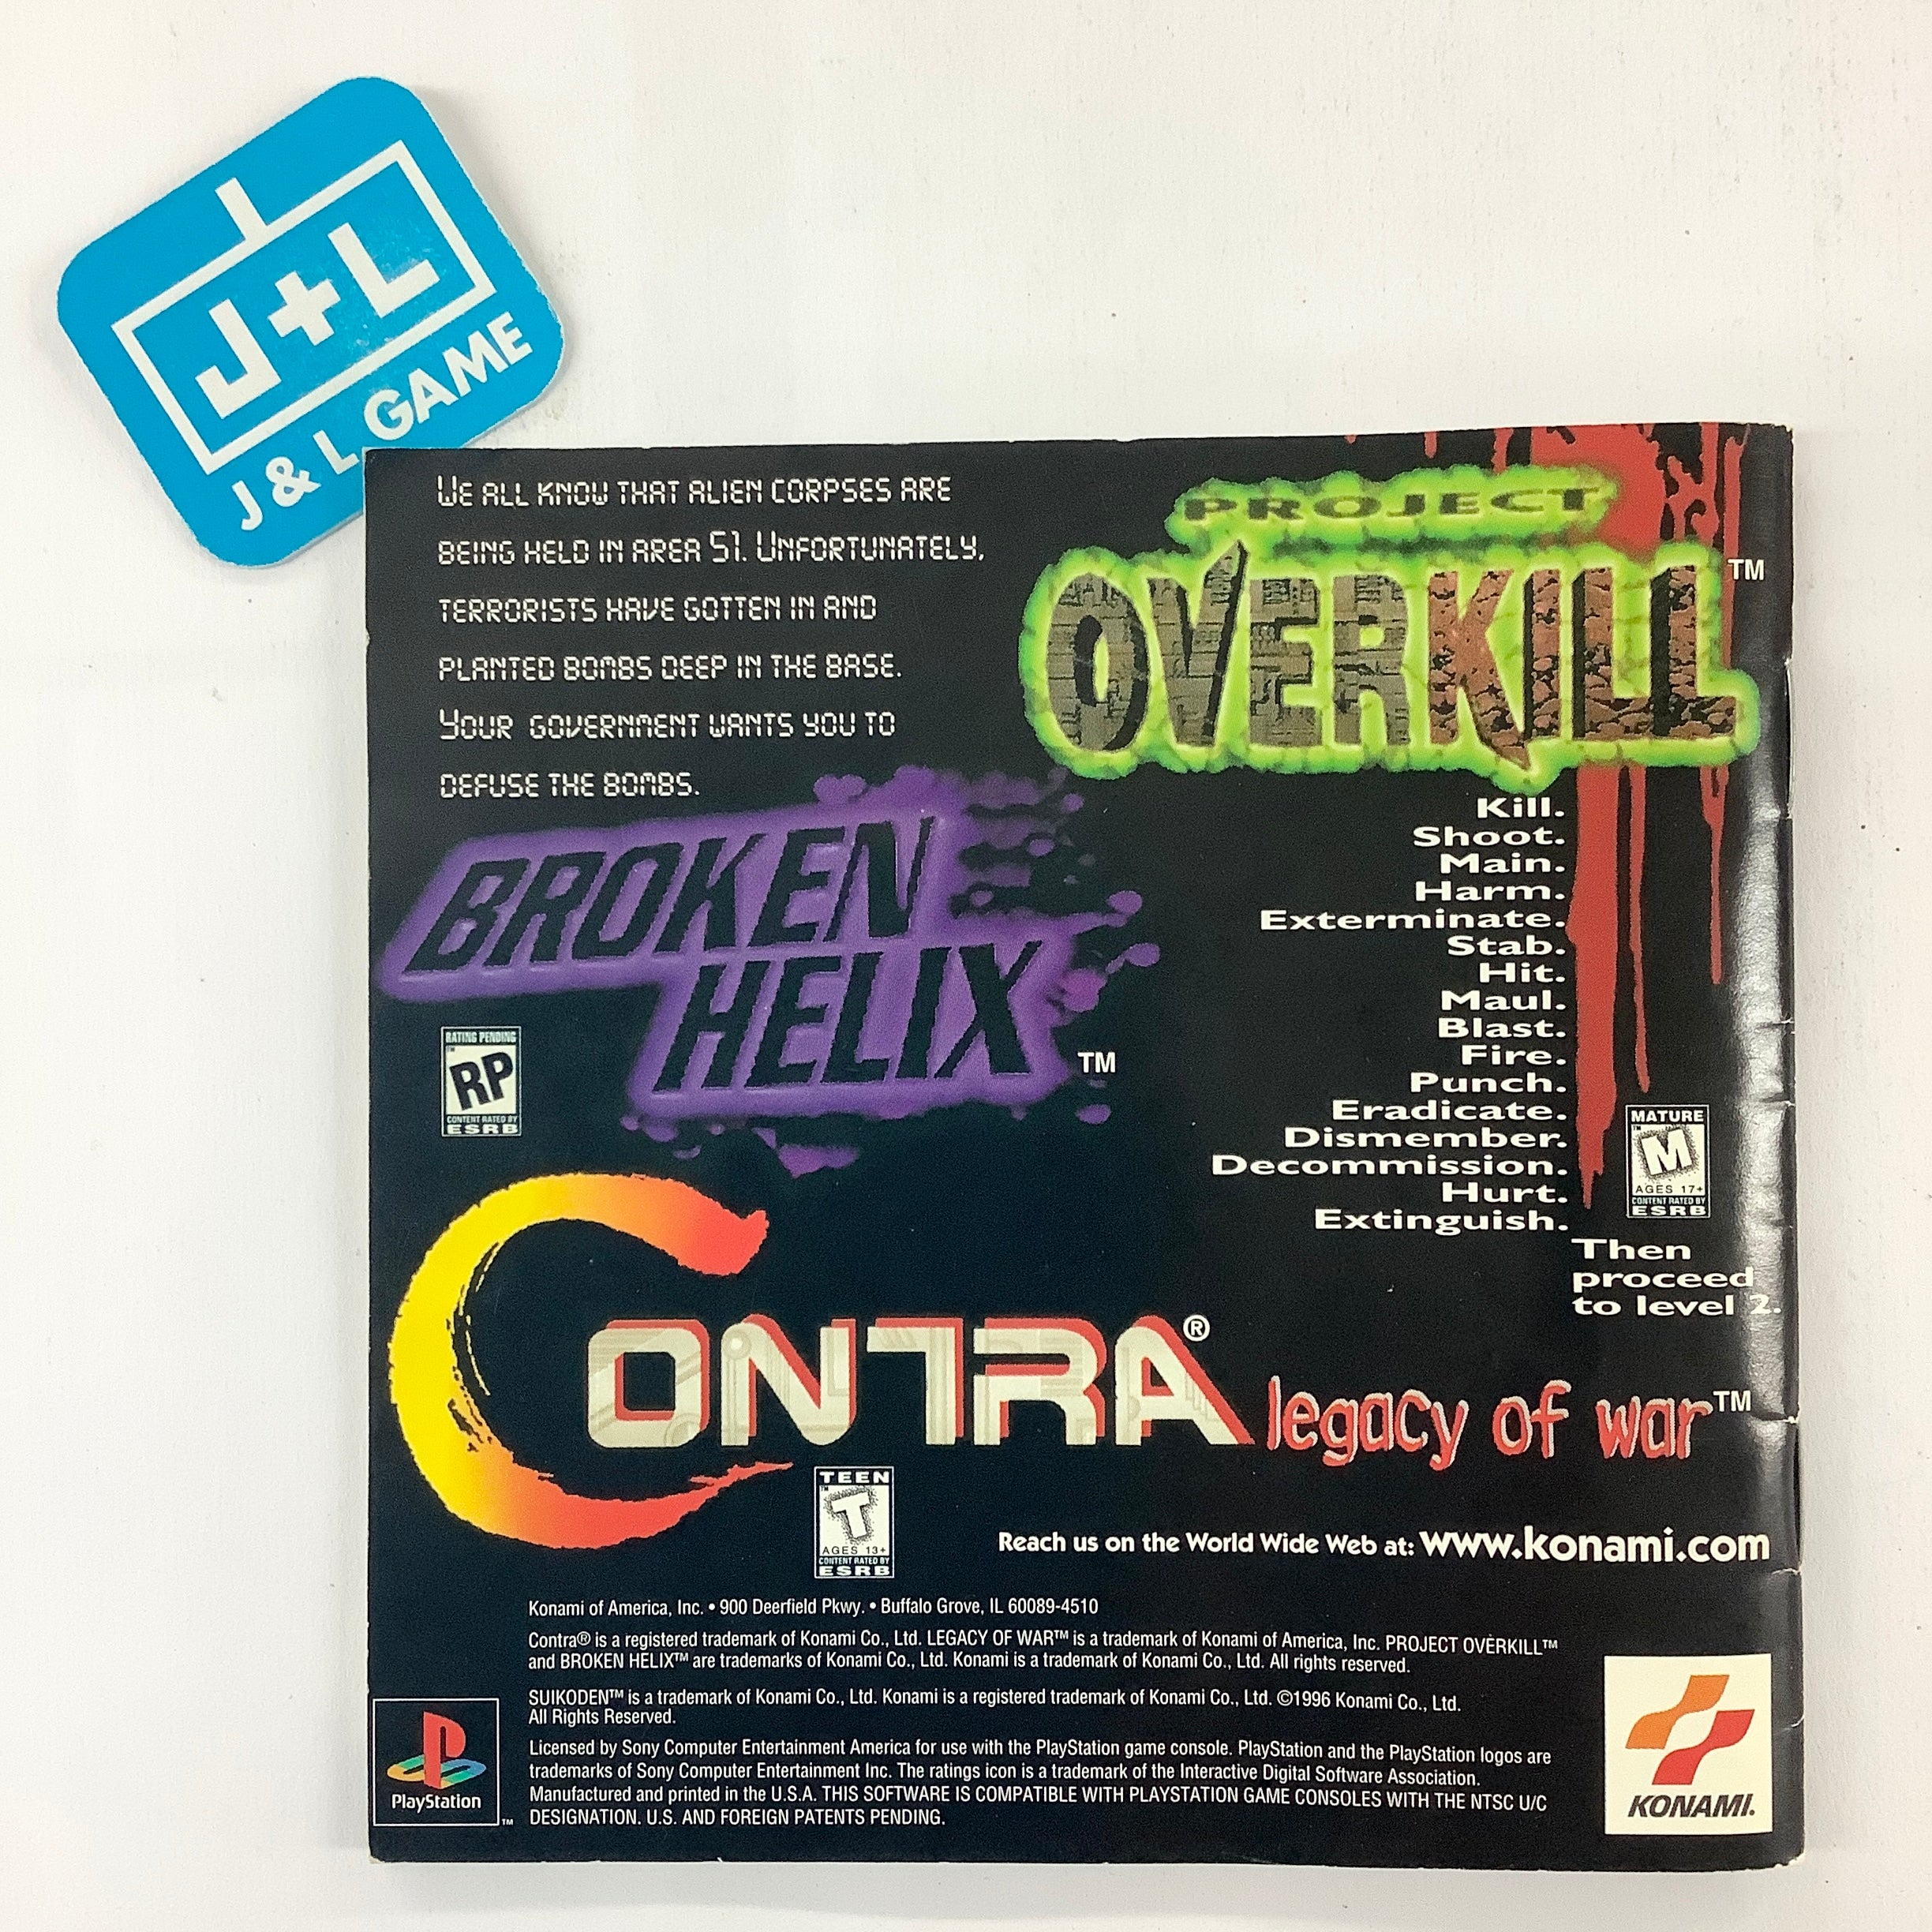 J+L
J & L GAME
We all know that alien corpses are
being held in area 51. Unfortunately,
terrorists have gotten in and
planted bombs deep in the base.
Your government wants you to
defuse the bombs.
BROKEN
HELIX TM
RATING PENDING
TM
RP
CONTENT RATED BY
ESRB
PROJECT
OVERKILL TM
Kill.
Shoot.
Main.
Harm.
Exterminate.
Stab.
Hit.
Maul.
Blast.
Fire.
Punch.
Eradicate.
Dismember.
Decommission.
Hurt.
Extinguish.
Then
proceed
to level 2.
MATURE
TM
M
AGES 17+
CONTENT RATED BY
ESRB
CONTRA® legacy of war™
TEEN
TM
T
AGES 13+
CONTENT RATED BY
ESRB
Reach us on the World Wide Web at: www.konami.com
Konami of America, Inc. • 900 Deerfield Pkwy. • Buffalo Grove, IL 60089-4510
Contra® is a registered trademark of Konami Co., Ltd. LEGACY OF WAR™ is a trademark of Konami of America, Inc. PROJECT OVERKILL™
and BROKEN HELIX™ are trademarks of Konami Co., Ltd. Konami is a trademark of Konami Co., Ltd. All rights reserved.
SUIKODEN™ is a trademark of Konami Co., Ltd. Konami is a registered trademark of Konami Co., Ltd. ©1996 Konami Co., Ltd.
All Rights Reserved.
Licensed by Sony Computer Entertainment America for use with the PlayStation game console. PlayStation and the PlayStation logos are
trademarks of Sony Computer Entertainment Inc. The ratings icon is a trademark of the Interactive Digital Software Association.
Manufactured and printed in the U.S.A. THIS SOFTWARE IS COMPATIBLE WITH PLAYSTATION GAME CONSOLES WITH THE NTSC U/C
DESIGNATION. U.S. AND FOREIGN PATENTS PENDING.
PlayStation TM
KONAMI.